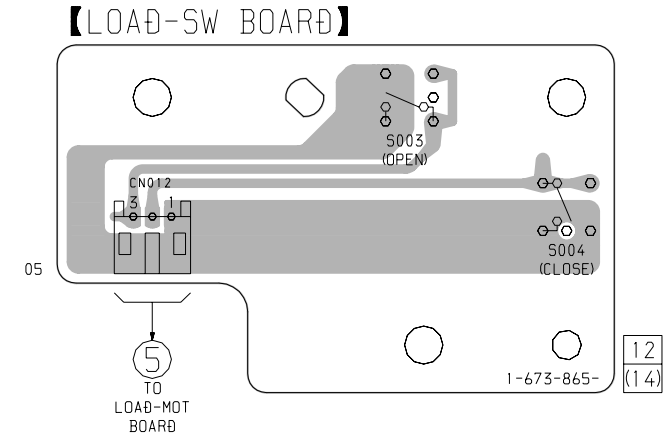 【LOAD-SW BOARD】
S003
(OPEN)
CN012
3 1
S004
(CLOSE)
05
5
TO
LOAD-MOT
BOARD
1-673-865-
12
(14)